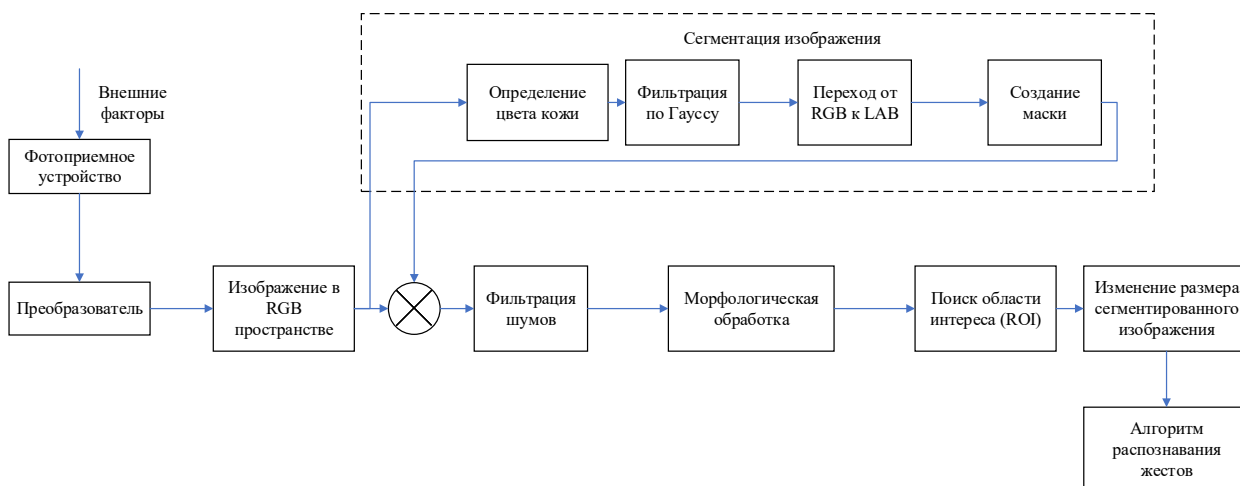 Сегментация изображения
Внешние
факторы
Определение
цвета кожи
Фильтрация
по Гауссу
Переход от
RGB к LAB
Создание
маски
Фотоприемное
устройство
Преобразователь
Изображение в
RGB
пространстве
Фильтрация
шумов
Морфологическая
обработка
Поиск области
интереса (ROI)
Изменение размера
сегментированного
изображения
Алгоритм
распознавания
жестов